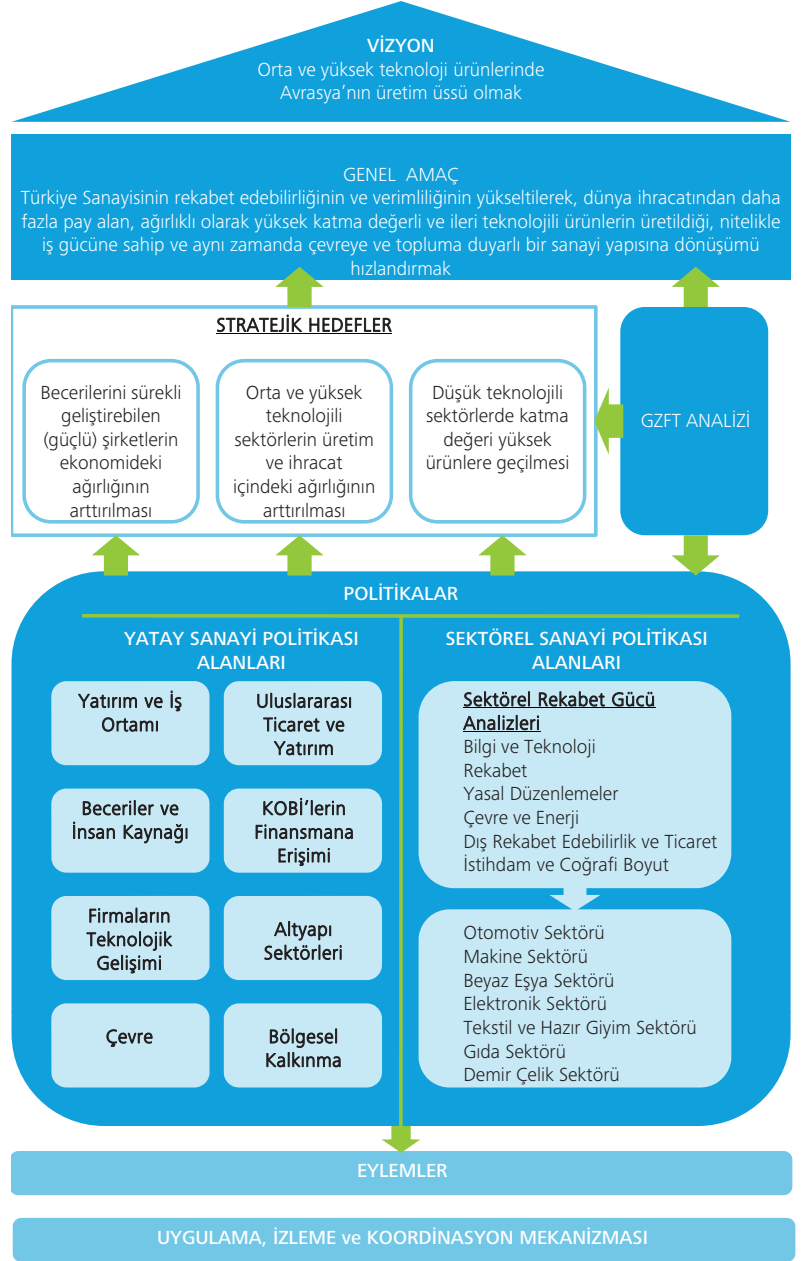 VİZYON
Orta ve yüksek teknoloji ürünlerinde
Avrasya'nın üretim üssü olmak
GENEL AMAÇ
Türkiye Sanayisinin rekabet edebilirliğinin ve verimliliğinin yükseltilerek, dünya ihracatından daha
fazla pay alan, ağırlıklı olarak yüksek katma değerli ve ileri teknolojili ürünlerin üretildiği, nitelikle
iş gücüne sahip ve aynı zamanda çevreye ve topluma duyarlı bir sanayi yapısına dönüşümü
hızlandırmak
STRATEJİK HEDEFLER
Becerilerini sürekli
geliştirebilen
(güçlü) şirketlerin
ekonomideki
ağırlığının
arttırılması
Orta ve yüksek
teknolojili
sektörlerin üretim
ve ihracat
içindeki ağırlığının
arttırılması
Düşük teknolojili
sektörlerde katma
değeri yüksek
ürünlere geçilmesi
GZFT ANALİZİ
POLİTİKALAR
YATAY SANAYİ POLİTİKASI
ALANLARI
Yatırım ve İş
Ortamı
Uluslararası
Ticaret ve
Yatırım
Beceriler ve
İnsan Kaynağı
KOBİ'lerin
Finansmana
Erişimi
Firmaların
Teknolojik
Gelişimi
Altyapı
Sektörleri
Çevre
Bölgesel
Kalkınma
SEKTÖREL SANAYİ POLİTİKASI
ALANLARI
Sektörel Rekabet Gücü
Analizleri
Bilgi ve Teknoloji
Rekabet
Yasal Düzenlemeler
Çevre ve Enerji
Dış Rekabet Edebilirlik ve Ticaret
İstihdam ve Coğrafi Boyut
Otomotiv Sektörü
Makine Sektörü
Beyaz Eşya Sektörü
Elektronik Sektörü
Tekstil ve Hazır Giyim Sektörü
Gıda Sektörü
Demir Çelik Sektörü
EYLEMLER
UYGULAMA, İZLEME ve KOORDİNASYON MEKANİZMASI